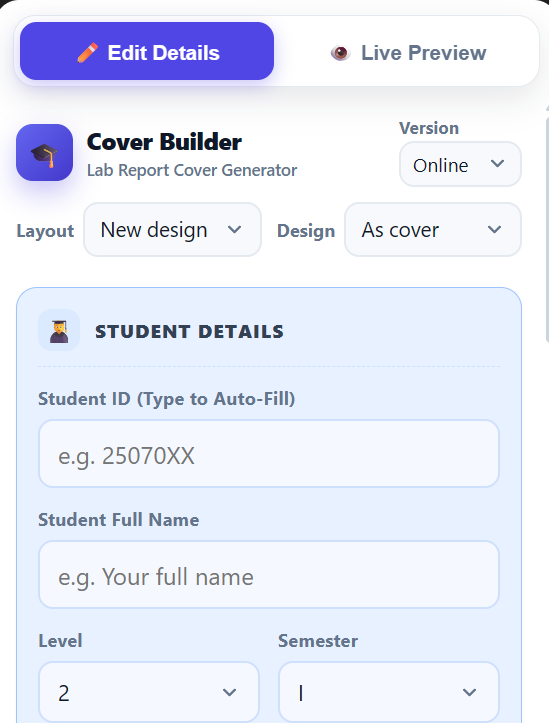 Edit Details
Live Preview
Cover Builder
Lab Report Cover Generator
Version
Online
Layout
New design
Design
As cover
STUDENT DETAILS
Student ID (Type to Auto-Fill)
e.g. 25070XX
Student Full Name
e.g. Your full name
Level
Semester
2
I